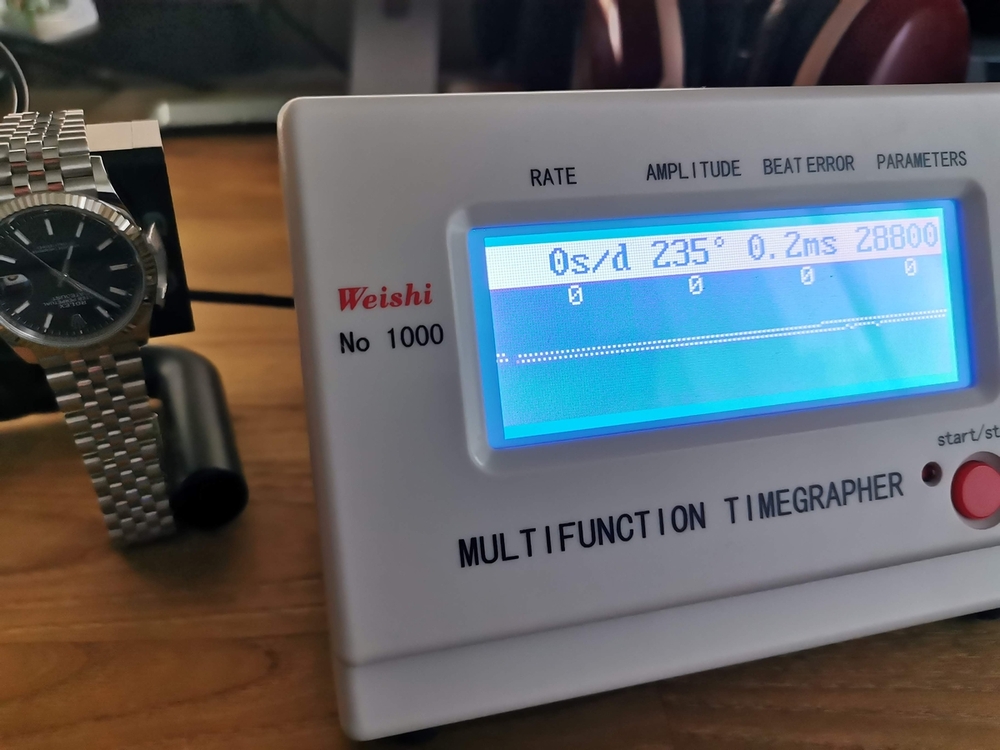 RATE AMPLITUDE BEAT ERROR PARAMETERS
0s/d 235° 0.2ms 28800
0 0 0 0
Weishi
No 1000
start/st
MULTIFUNCTION TIMEGRAPHER